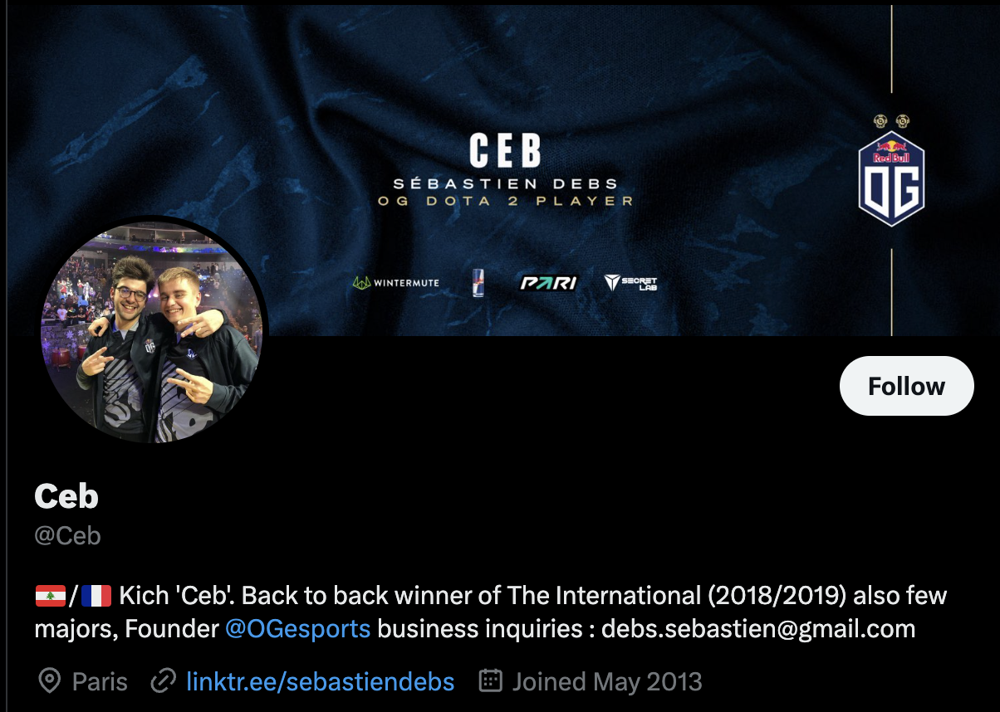 CEB
SÉBASTIEN DEBS
OG DOTA 2 PLAYER
Red Bull
OG
WINTERMUTE
PARI
SECRET
LAB
OG
Follow
Ceb
@Ceb
🇱🇧/🇫🇷 Kich 'Ceb'. Back to back winner of The International (2018/2019) also few
majors, Founder @OGesports business inquiries : debs.sebastien@gmail.com
Paris linktr.ee/sebastiendebs Joined May 2013